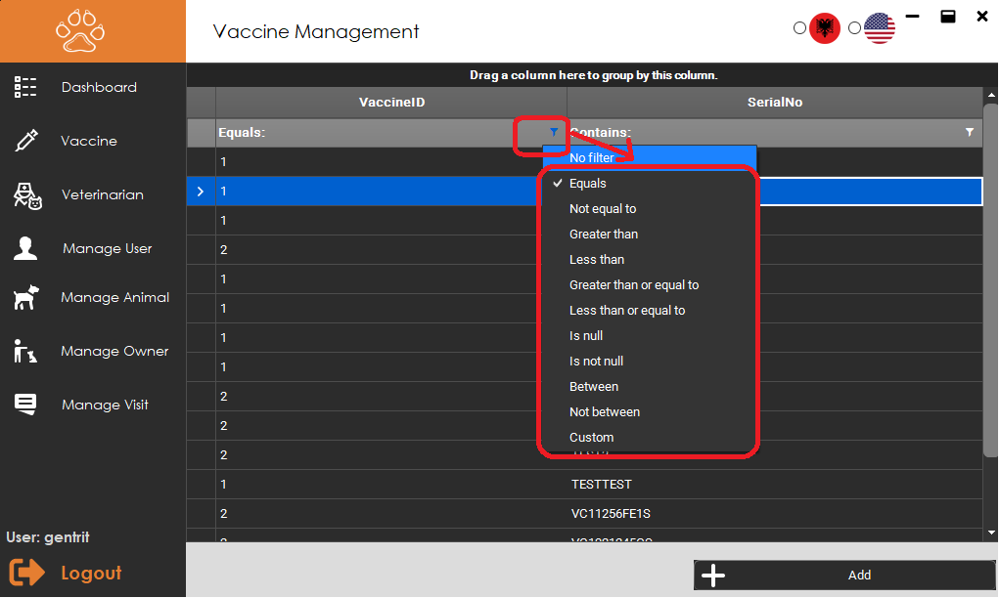 Vaccine Management
Drag a column here to group by this column.
Dashboard
Vaccine
Veterinarian
Manage User
Manage Animal
Manage Owner
Manage Visit
User: gentrit
Logout
VaccineID SerialNo
Equals: Contains:
1
1
1
2
1
1
1
1
2
2
2
1 TESTTEST
2 VC11256FE1S
No filter
Equals
Not equal to
Greater than
Less than
Greater than or equal to
Less than or equal to
Is null
Is not null
Between
Not between
Custom
Add